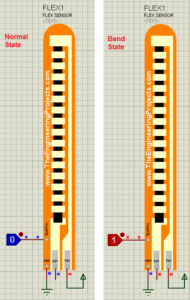 FLEX1
FLEX SENSOR
Normal
State
www.TheEngineeringProjects.com
0
FLEX1
FLEX SENSOR
Bend
State
www.TheEngineeringProjects.com
1